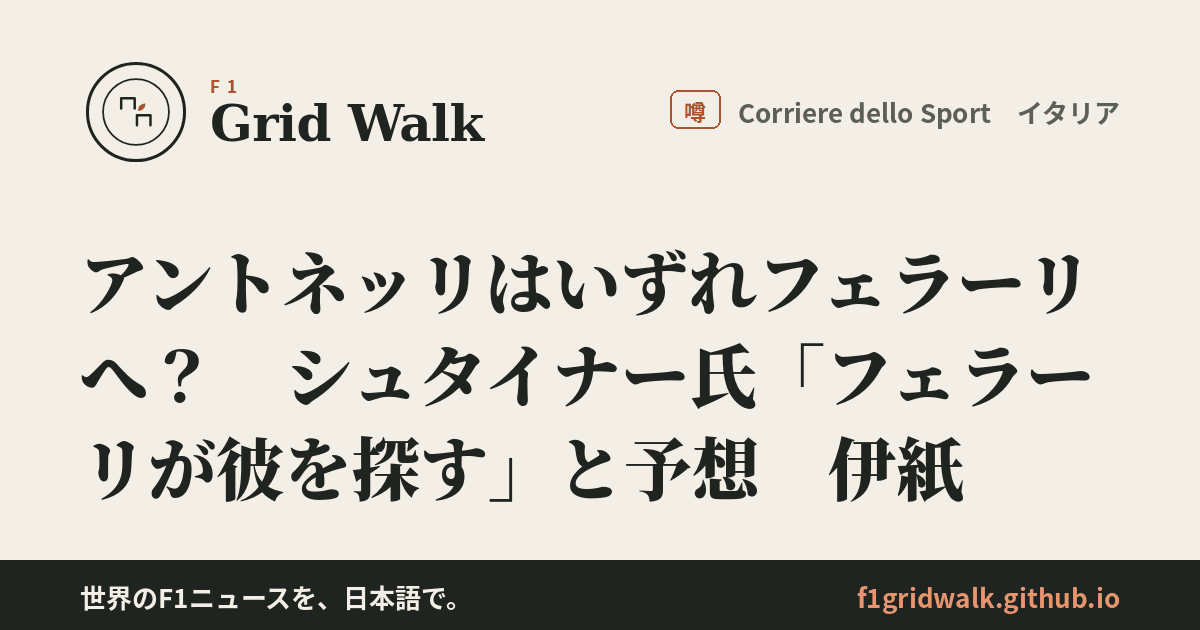 F1
Grid Walk
噂 Corriere dello Sport　イタリア
アントネッリはいずれフェラーリ
へ？　シュタイナー氏「フェラー
リが彼を探す」と予想　伊紙
世界のF1ニュースを、日本語で。
f1gridwalk.github.io